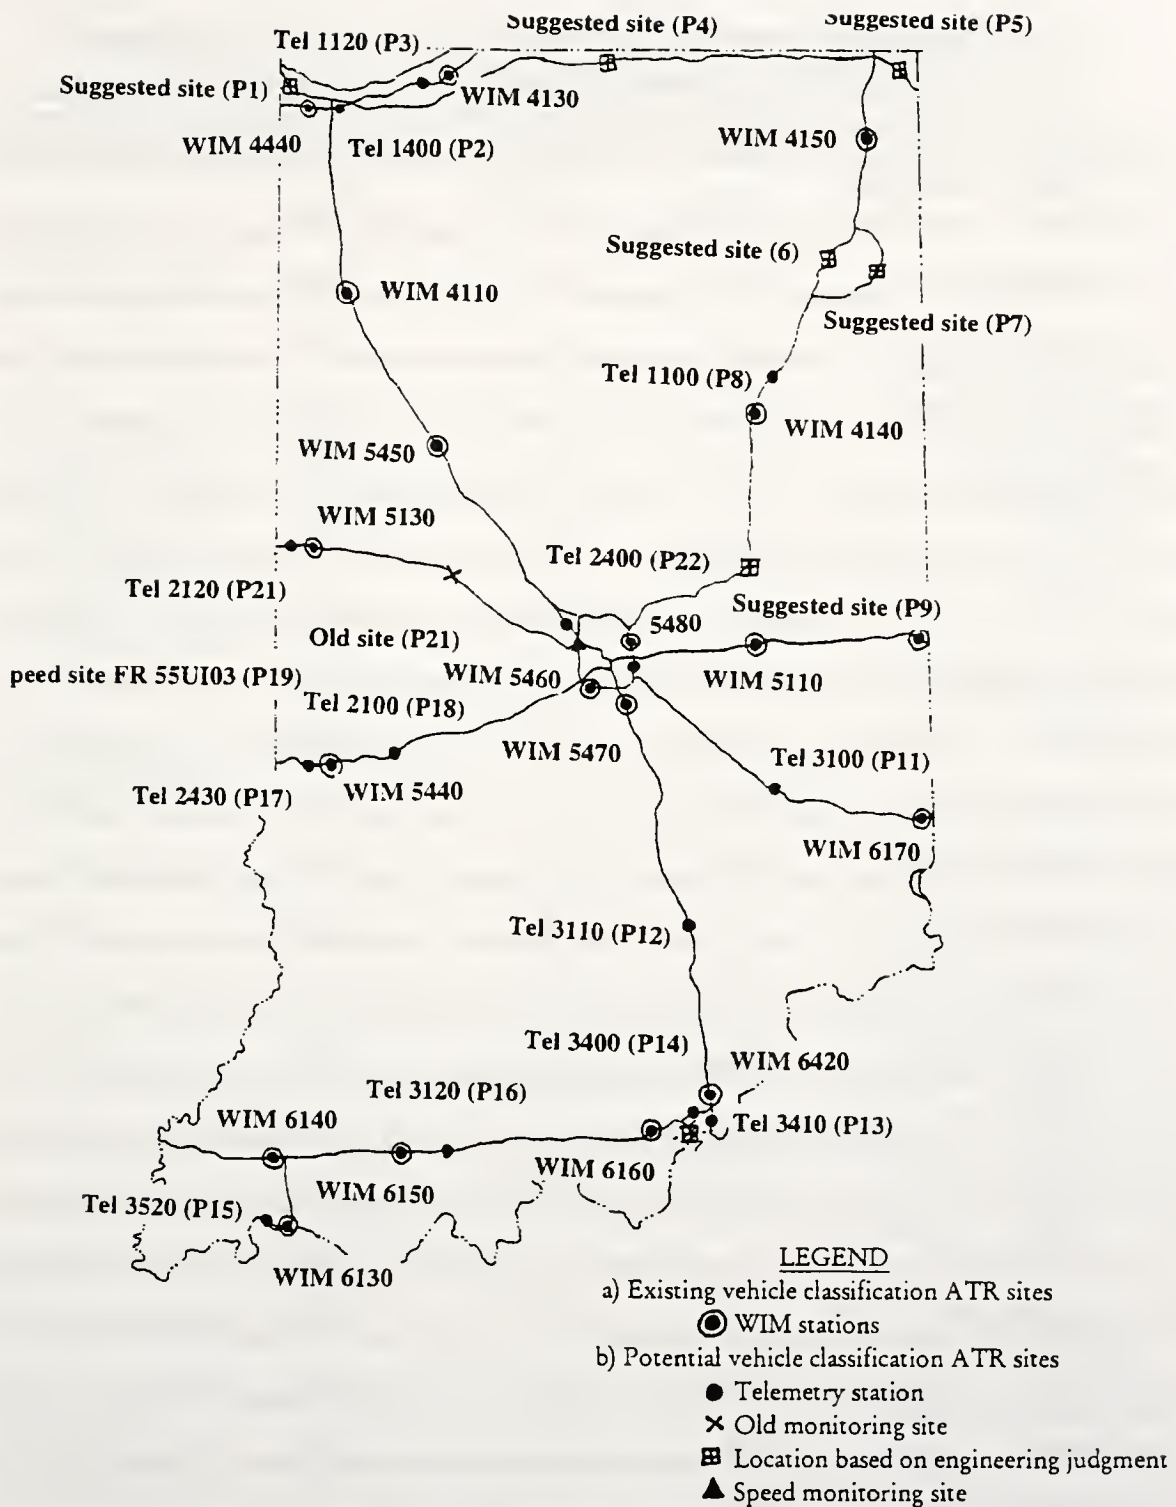 Suggested site (P4)
Suggested site (P5)
Tel 1120 (P3)
Suggested site (P1)
WIM 4130
WIM 4440
Tel 1400 (P2)
WIM 4150
Suggested site (6)
WIM 4110
Suggested site (P7)
Tel 1100 (P8)
WIM 4140
WIM 5450
WIM 5130
Tel 2400 (P22)
Tel 2120 (P21)
Suggested site (P9)
5480
Old site (P21)
WIM 5460
WIM 5110
peed site FR 55UI03 (P19)
Tel 2100 (P18)
WIM 5470
Tel 3100 (P11)
WIM 5440
Tel 2430 (P17)
WIM 6170
Tel 3110 (P12)
Tel 3400 (P14)
WIM 6420
Tel 3120 (P16)
WIM 6140
Tel 3410 (P13)
WIM 6160
WIM 6150
Tel 3520 (P15)
WIM 6130
LEGEND
a) Existing vehicle classification ATR sites
WIM stations
b) Potential vehicle classification ATR sites
Telemetry station
Old monitoring site
Location based on engineering judgment
Speed monitoring site